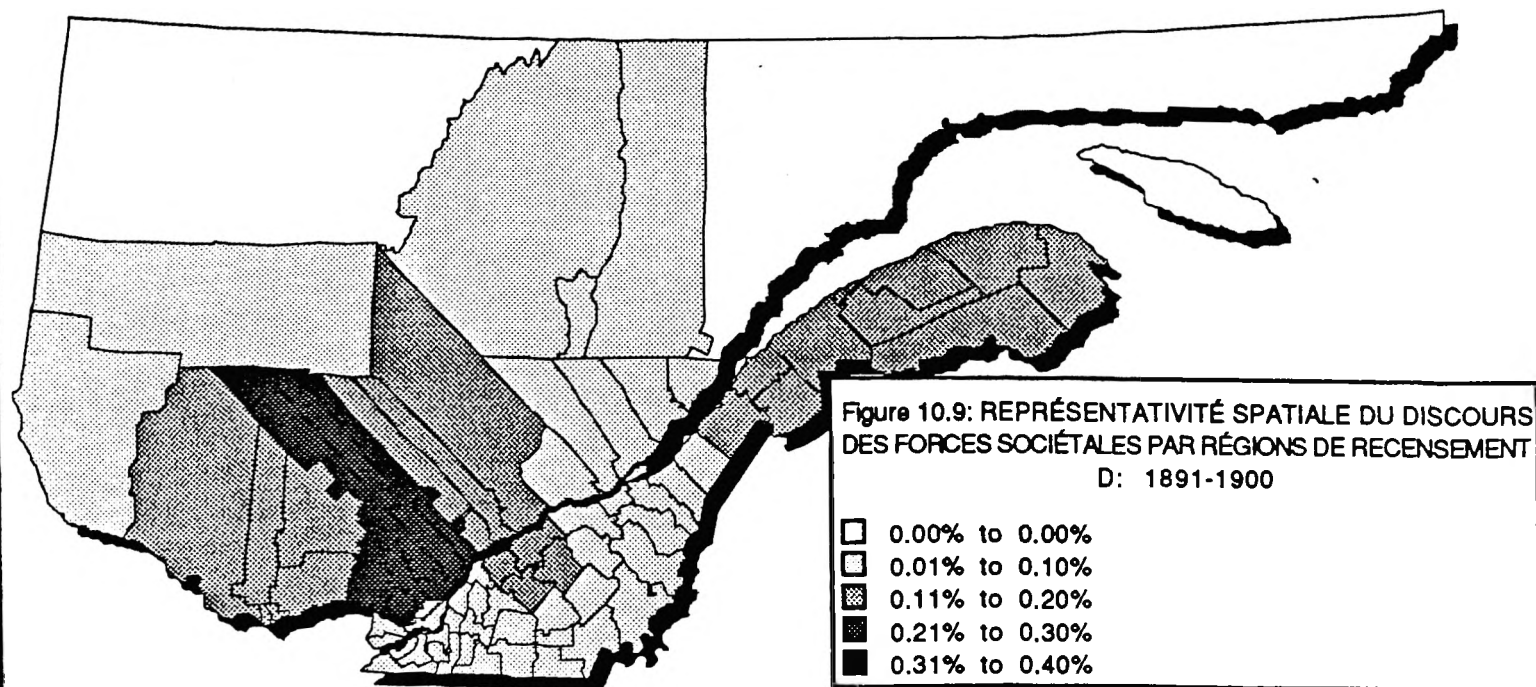 Figure 10.9: REPRÉSENTATIVITÉ SPATIALE DU DISCOURS
DES FORCES SOCIÉTALES PAR RÉGIONS DE RECENSEMENT
D: 1891-1900
0.00% to 0.00%
0.01% to 0.10%
0.11% to 0.20%
0.21% to 0.30%
0.31% to 0.40%